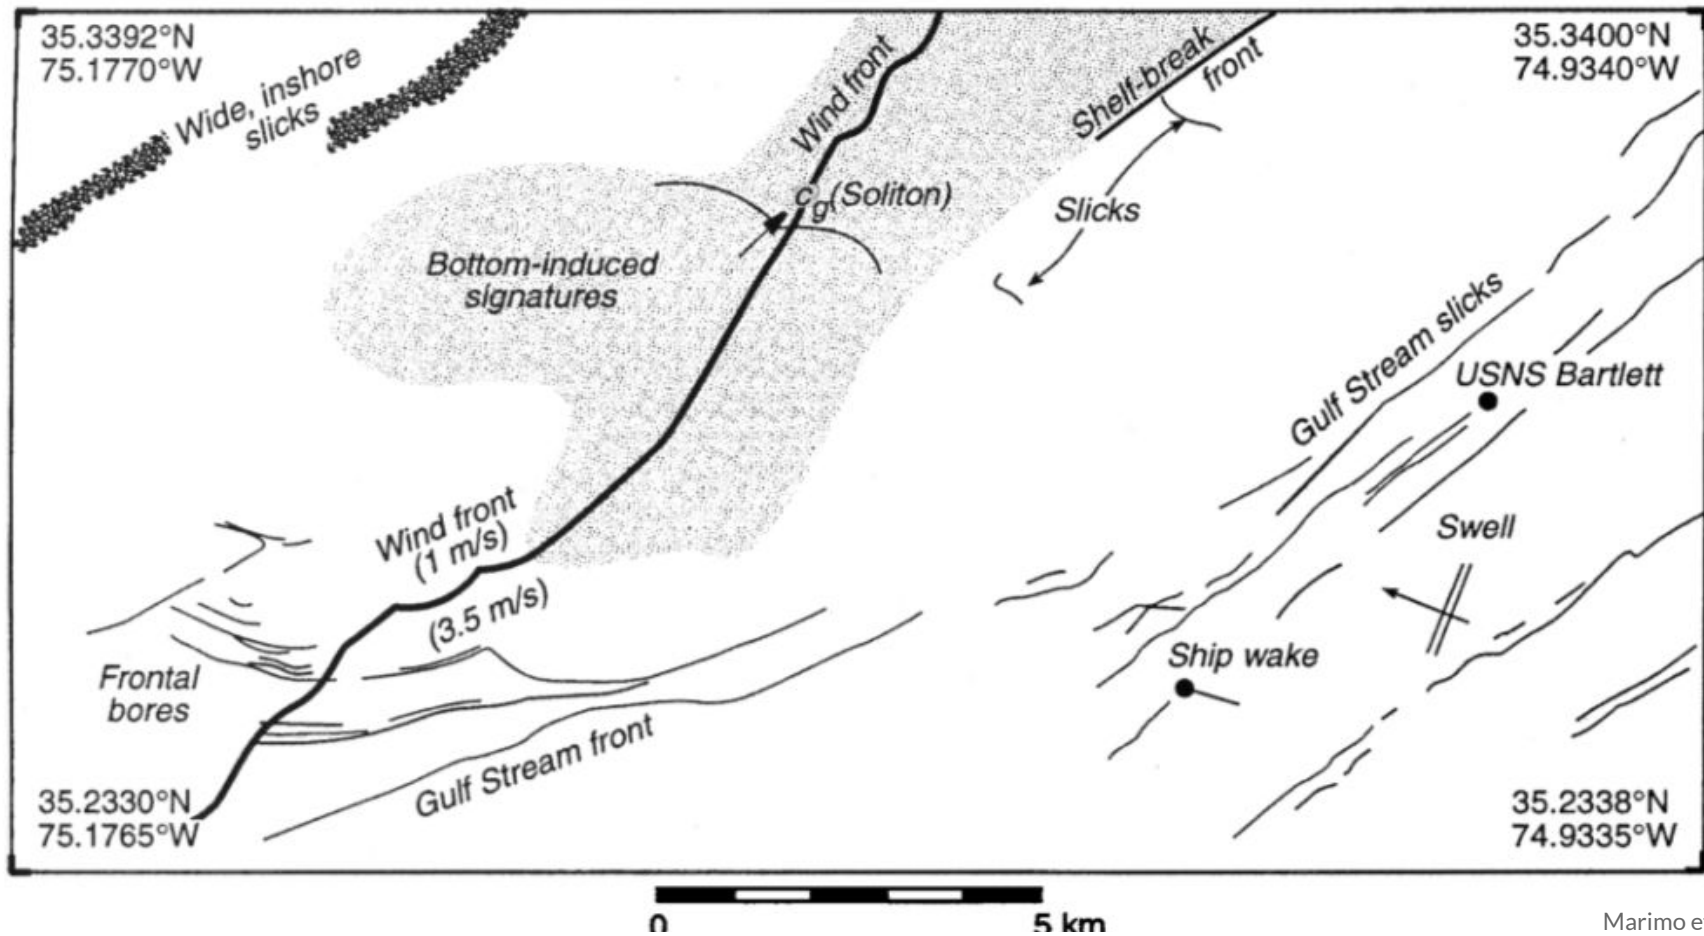 35.3392°N
75.1770°W
Wide, inshore
slicks
Wind front
Shelf-break
front
35.3400°N
74.9340°W
cg(Soliton)
Slicks
Bottom-induced
signatures
Gulf Stream slicks
USNS Bartlett
Wind front
(1 m/s)
(3.5 m/s)
Swell
Ship wake
Frontal
bores
Gulf Stream front
35.2330°N
75.1765°W
35.2338°N
74.9335°W
0
5 km
Marimo e